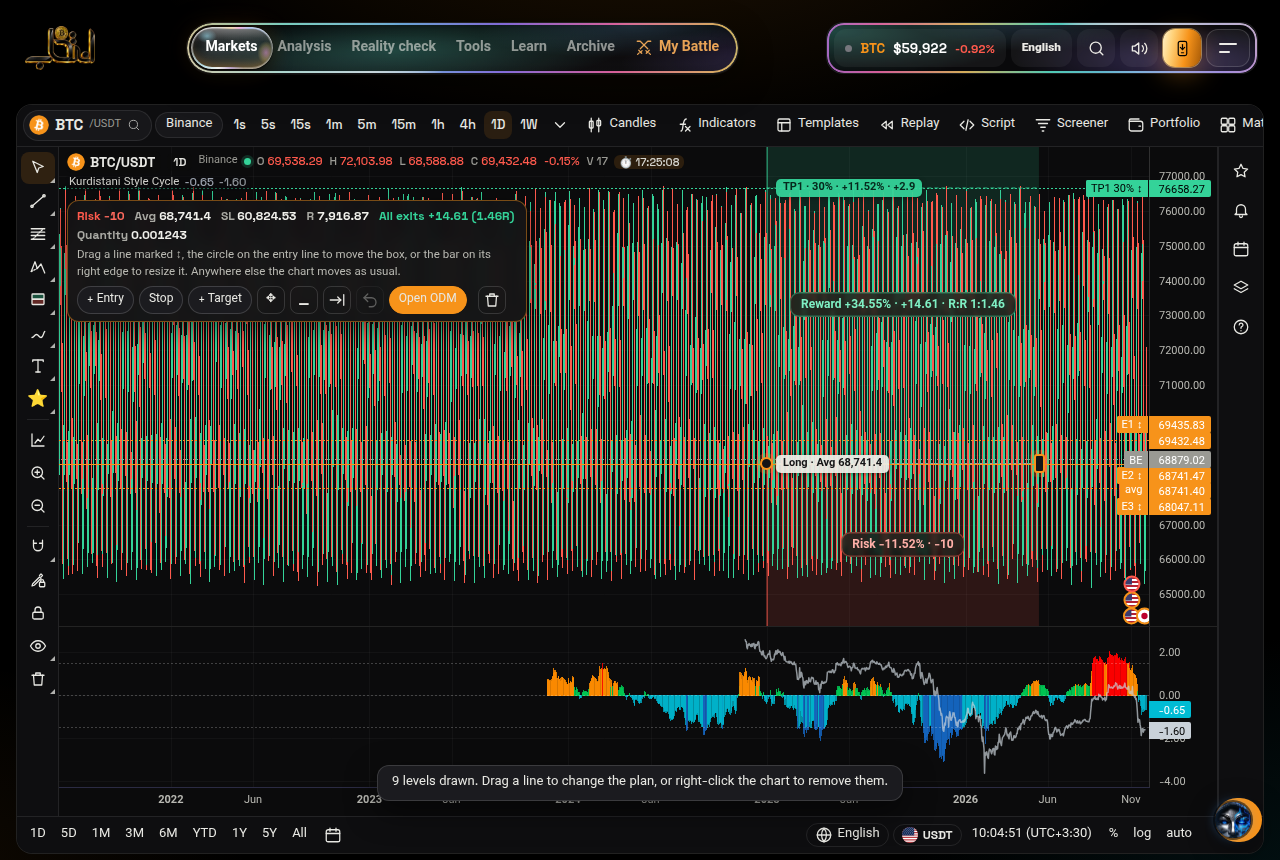 Markets Analysis Reality check Tools Learn Archive My Battle
BTC $59,922 -0.92% English
BTC /USDT Binance 1s 5s 15s 1m 5m 15m 1h 4h 1D 1W Candles Indicators Templates Replay Script Screener Portfolio Mat
BTC/USDT 1D Binance O 69,538.29 H 72,103.98 L 68,588.88 C 69,432.48 -0.15% V 17 17:25:08
Kurdistani Style Cycle -0.65 -1.60
Risk -10 Avg 68,741.4 SL 60,824.53 R 7,916.87 All exits +14.61 (1.46R)
Quantity 0.001243
Drag a line marked ↕, the circle on the entry line to move the box, or the bar on its
right edge to resize it. Anywhere else the chart moves as usual.
+ Entry Stop + Target Open ODM
TP1 · 30% · +11.52% · +2.9
Reward +34.55% · +14.61 · R:R 1:1.46
Long · Avg 68,741.4
Risk -11.52% · -10
77000.00
TP1 30% ↕ 76658.27
76000.00
75000.00
74000.00
73000.00
72000.00
71000.00
E1 ↕ 69435.83
69432.48
BE 68879.02
E2 ↕ 68741.47
avg 68741.40
E3 ↕ 68047.11
67000.00
66000.00
65000.00
2.00
0.00
-0.65
-1.60
-4.00
9 levels drawn. Drag a line to change the plan, or right-click the chart to remove them.
2022 Jun 2023 2026 Jun Nov
1D 5D 1M 3M 6M YTD 1Y 5Y All English USDT 10:04:51 (UTC+3:30) % log auto